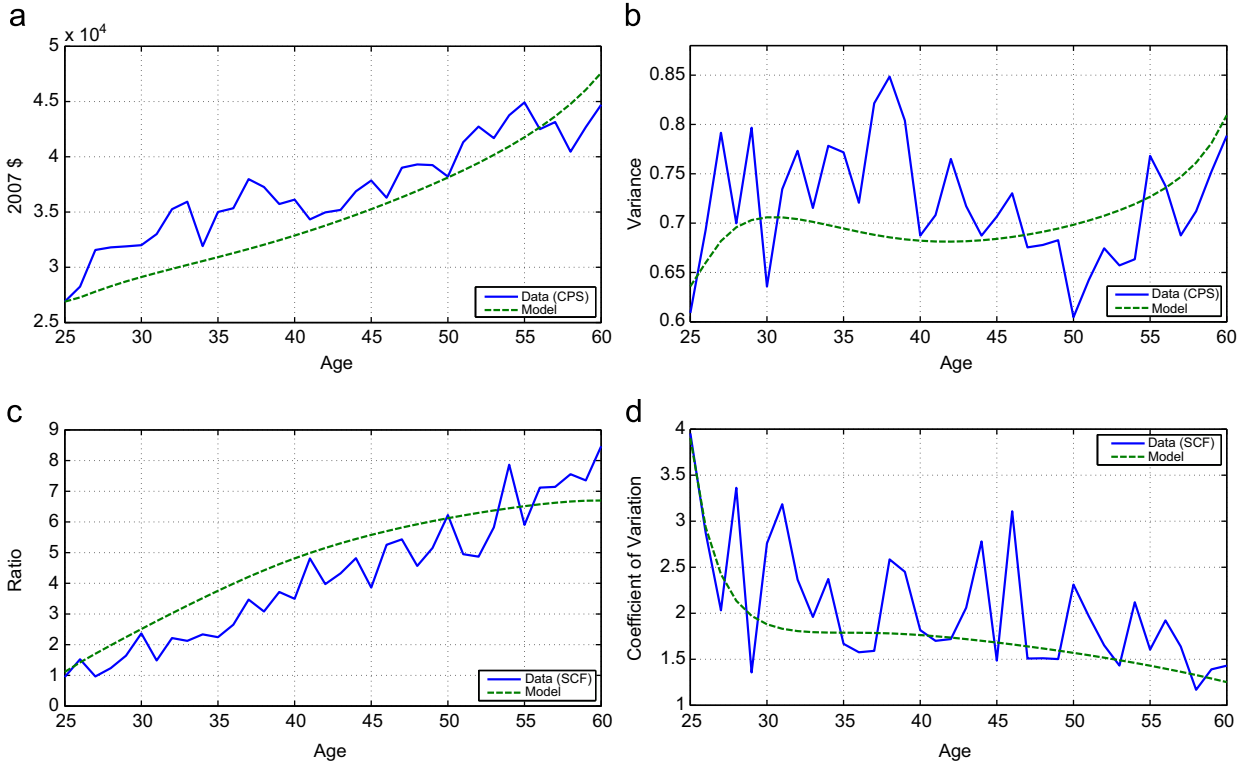 a
x 10⁴
5
4.5
4
3.5
3
2.5
2007 $
25 30 35 40 45 50 55 60
Age
Data (CPS)
Model
b
0.85
0.8
0.75
0.7
0.65
0.6
Variance
25 30 35 40 45 50 55 60
Age
Data (CPS)
Model
c
9
8
7
6
5
4
3
2
1
0
Ratio
25 30 35 40 45 50 55 60
Age
Data (SCF)
Model
d
4
3.5
3
2.5
2
1.5
1
Coefficient of Variation
25 30 35 40 45 50 55 60
Age
Data (SCF)
Model